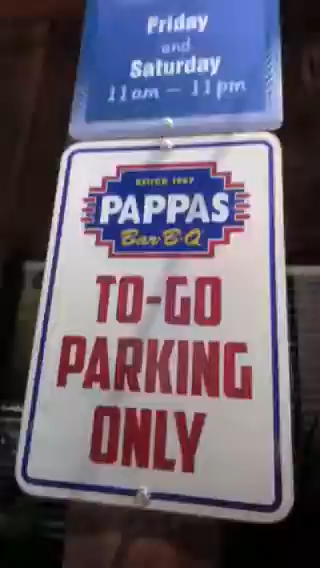 Friday
and
Saturday
11am – 11pm
SINCE 1967
PAPPAS
Bar-B-Q
TO-GO
PARKING
ONLY